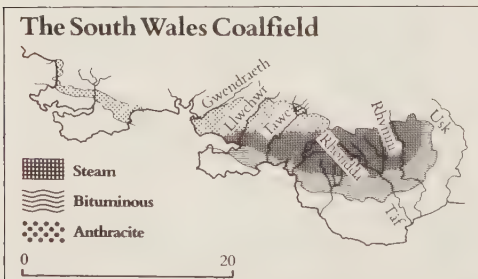 The South Wales Coalfield
Gwendraeth
Llwchwr
Tawe
Rhondda
Rhymni
Usk
Taf
Steam
Bituminous
Anthracite
0 20